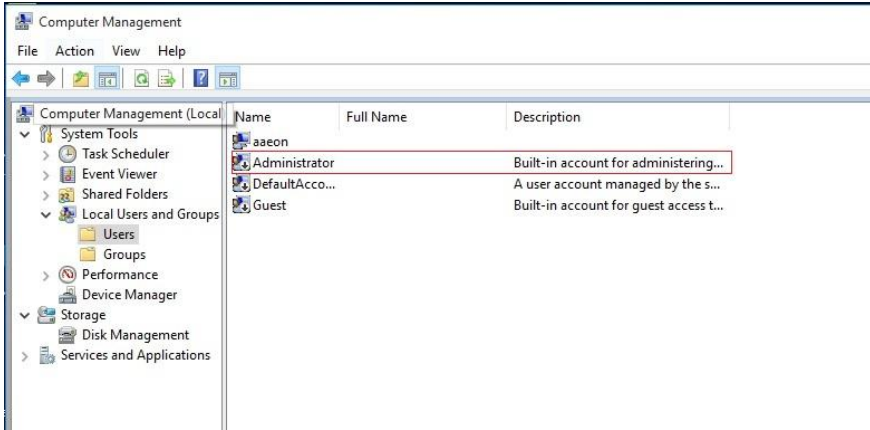 Computer Management
File Action View Help
Computer Management (Local
System Tools
Task Scheduler
Event Viewer
Shared Folders
Local Users and Groups
Users
Groups
Performance
Device Manager
Storage
Disk Management
Services and Applications
Name Full Name Description
aaeon
Administrator Built-in account for administering...
DefaultAcco... A user account managed by the s...
Guest Built-in account for guest access t...